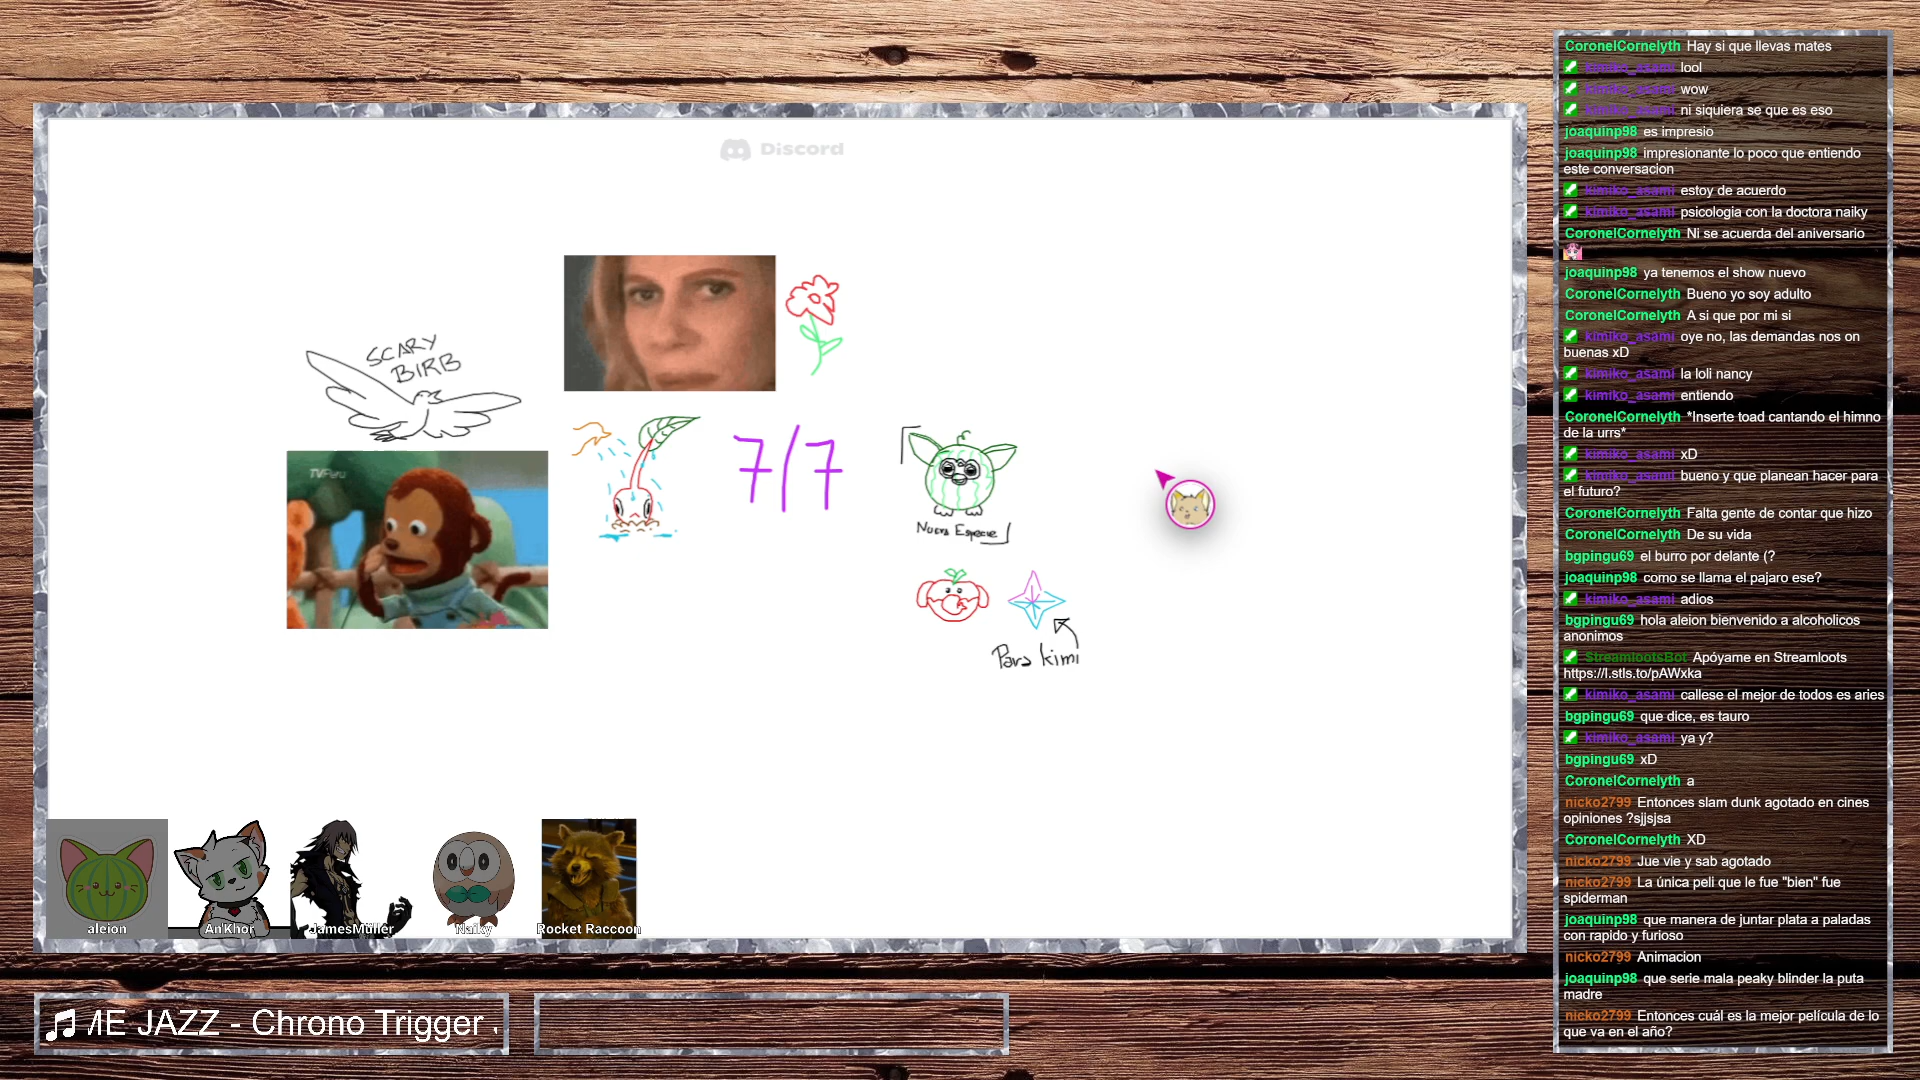 Discord
SCARY
BIRB
TVPeru
7/7
Nueva Especie
Para kimi
aleion
An'Khor
JamesMüller
Naiky
Rocket Raccoon
ME JAZZ - Chrono Trigger
CoronelCornelyth Hay si que llevas mates
kimiko_asami lool
kimiko_asami wow
kimiko_asami ni siquiera se que es eso
joaquinp98 es impresio
joaquinp98 impresionante lo poco que entiendo
este conversacion
kimiko_asami estoy de acuerdo
kimiko_asami psicologia con la doctora naiky
CoronelCornelyth Ni se acuerda del aniversario
joaquinp98 ya tenemos el show nuevo
CoronelCornelyth Bueno yo soy adulto
CoronelCornelyth A si que por mi si
kimiko_asami oye no, las demandas nos on
buenas xD
kimiko_asami la loli nancy
kimiko_asami entiendo
CoronelCornelyth *Inserte toad cantando el himno
de la urrs*
kimiko_asami xD
kimiko_asami bueno y que planean hacer para
el futuro?
CoronelCornelyth Falta gente de contar que hizo
CoronelCornelyth De su vida
bgpingu69 el burro por delante (?
joaquinp98 como se llama el pajaro ese?
kimiko_asami adios
bgpingu69 hola aleion bienvenido a alcoholicos
anonimos
StreamlootsBot Apóyame en Streamloots
https://l.stls.to/pAWxka
kimiko_asami callese el mejor de todos es aries
bgpingu69 que dice, es tauro
kimiko_asami ya y?
bgpingu69 xD
CoronelCornelyth a
nicko2799 Entonces slam dunk agotado en cines
opiniones ?sjjsjsa
CoronelCornelyth XD
nicko2799 Jue vie y sab agotado
nicko2799 La única peli que le fue "bien" fue
spiderman
joaquinp98 que manera de juntar plata a paladas
con rapido y furioso
nicko2799 Animacion
joaquinp98 que serie mala peaky blinder la puta
madre
nicko2799 Entonces cuál es la mejor película de lo
que va en el año?